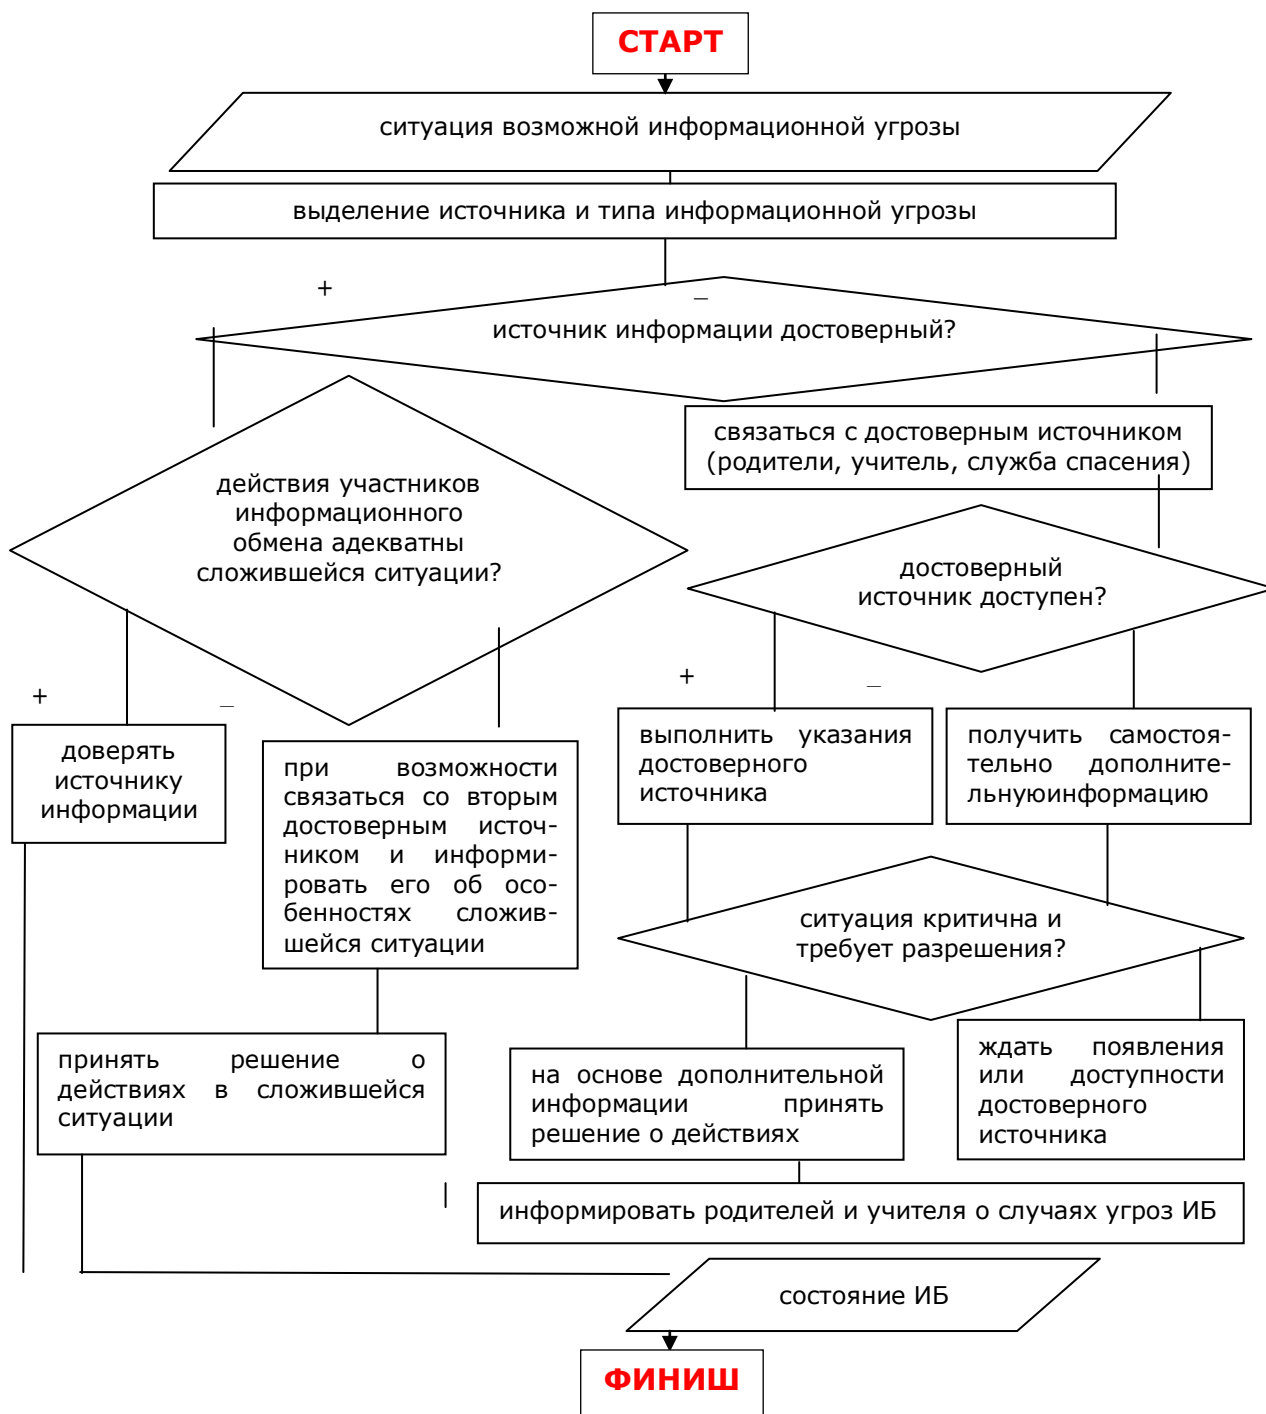 СТАРТ
ситуация возможной информационной угрозы
выделение источника и типа информационной угрозы
+
_
источник информации достоверный?
действия участников
информационного
обмена адекватны
сложившейся ситуации?
связаться с достоверным источником
(родители, учитель, служба спасения)
достоверный
источник доступен?
+
_
+
_
доверять
источнику
информации
при возможности
связаться со вторым
достоверным источ-
ником и информи-
ровать его об осо-
бенностях сложив-
шейся ситуации
выполнить указания
достоверного
источника
получить самостоя-
тельно дополните-
льнуюинформацию
ситуация критична и
требует разрешения?
принять решение о
действиях в сложившейся
ситуации
на основе дополнительной
информации принять
решение о действиях
ждать появления
или доступности
достоверного
источника
информировать родителей и учителя о случаях угроз ИБ
состояние ИБ
ФИНИШ